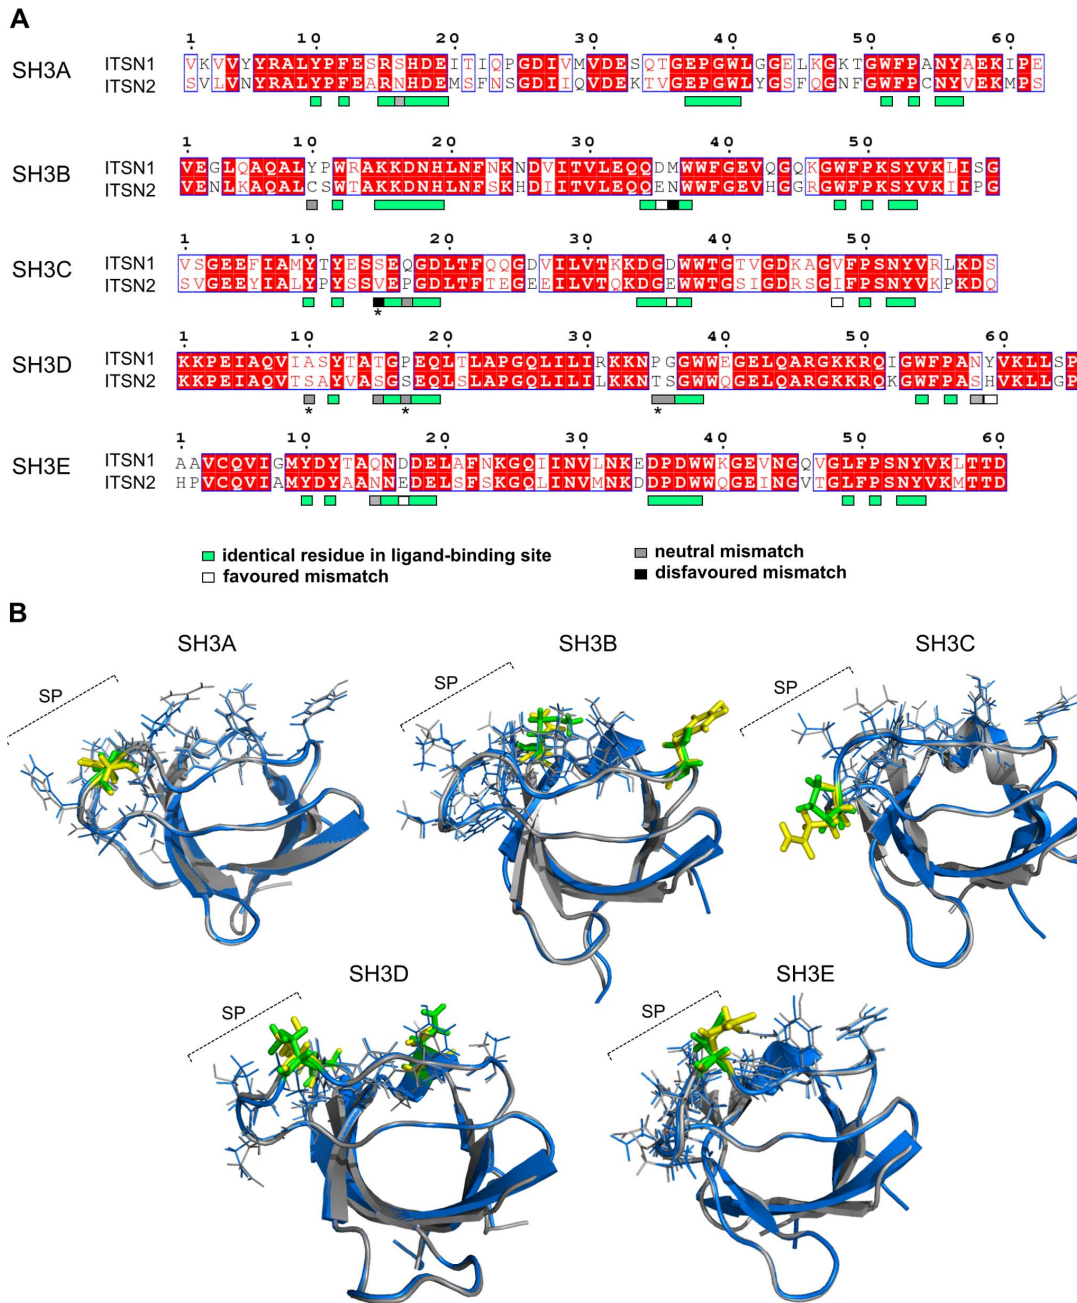 A
1 10 20 30 40 50 60
SH3A
ITSN1 VKVVYYRALYPFESRSHDEITIQPGDIVMVDESQTGEPGWLGGELKGKTGWFPANYAEKIPE
ITSN2 SVLVNYRALYPFEARNHDEMSFNSGDIIQVDEKTVGEPGWLYGSFQGNFGWFPCNYVEKMPS
1 10 20 30 40 50
SH3B
ITSN1 VEGLQAQALYPWRAKKDNHLNFNKNDVITVLEQQDMWWFGEVQGQKGWFPKSYVKLISG
ITSN2 VENLKAQALCSWTAKKDNHLNFSKHDIITVLEQQENWWFGEVHGGRGWFPKSYVKIIPG
1 10 20 30 40 50
SH3C
ITSN1 VSGEEFIAMYTYESSEQGDLTFQQGDVILVTKKDGDWWTGTVGDKAGVFPSNYVRLKDS
ITSN2 SVGEEYIALYPYSSVEPGDLTFTEGEEILVTQKDGEWWTGSIGDRSGIFPSNYVKPKDQ
*
1 10 20 30 40 50 60
SH3D
ITSN1 KKPEIAQVIASYTATGPEQLTLAPGQLILIRKKNPGGWWEGELQARGKKRQIGWFPANYVKLLSP
ITSN2 KKPEIAQVTSAYVASGSEQLSLAPGQLILILKKNTSGWWQGELQARGKKRQKGWFPASHVKLLGP
* * *
1 10 20 30 40 50 60
SH3E
ITSN1 AAVCQVIGMYDYTAQNDDELAFNKGQIINVLNKEDPDWWKGEVNGQVGLFPSNYVKLTTD
ITSN2 HPVCQVIAMYDYAANNEDELSFSKGQLINVMNKDDPDWWQGEINGVTGLFPSNYVKMTTD
identical residue in ligand-binding site
favoured mismatch
neutral mismatch
disfavoured mismatch
B
SH3A
SP
SH3B
SP
SH3C
SP
SH3D
SP
SH3E
SP